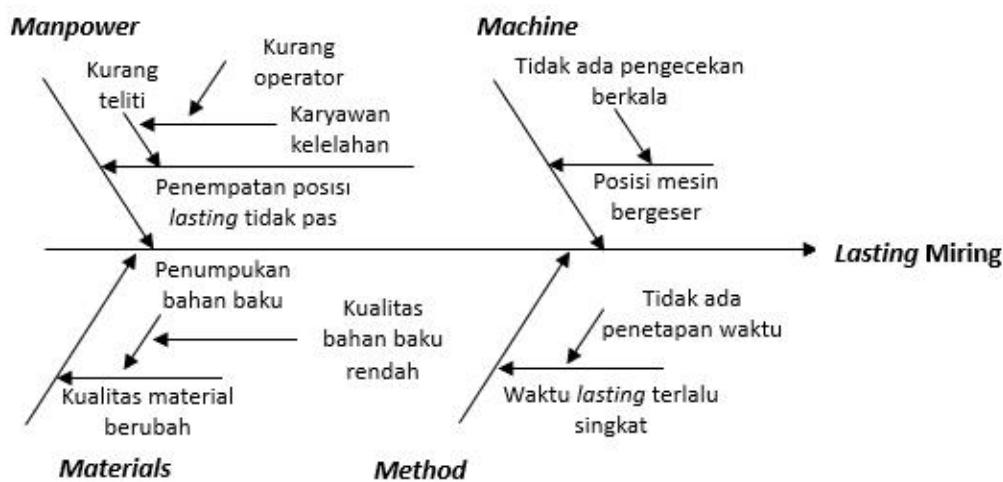 Manpower
Kurang
teliti
Kurang
operator
Karyawan
kelelahan
Penempatan posisi
lasting tidak pas
Machine
Tidak ada pengecekan
berkala
Posisi mesin
bergeser
Lasting Miring
Penumpukan
bahan baku
Kualitas
bahan baku
rendah
Kualitas material
berubah
Materials
Tidak ada
penetapan waktu
Waktu lasting terlalu
singkat
Method